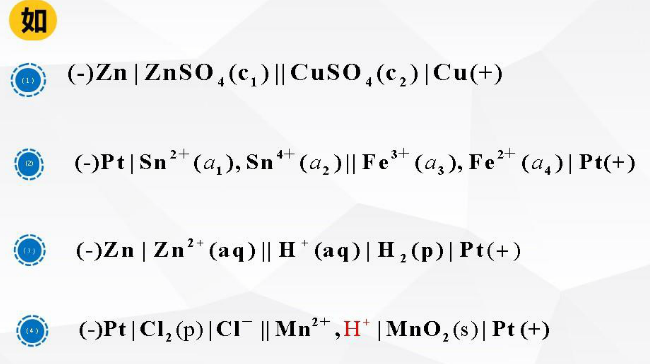 如
(1) (-)Zn | ZnSO₄(c₁) || CuSO₄(c₂) | Cu(+)
(2) (-)Pt | Sn²⁺(a₁), Sn⁴⁺(a₂) || Fe³⁺(a₃), Fe²⁺(a₄) | Pt(+)
(3) (-)Zn | Zn²⁺(aq) || H⁺(aq) | H₂(p) | Pt(+)
(4) (-)Pt | Cl₂(p) | Cl⁻ || Mn²⁺, H⁺ | MnO₂(s) | Pt (+)